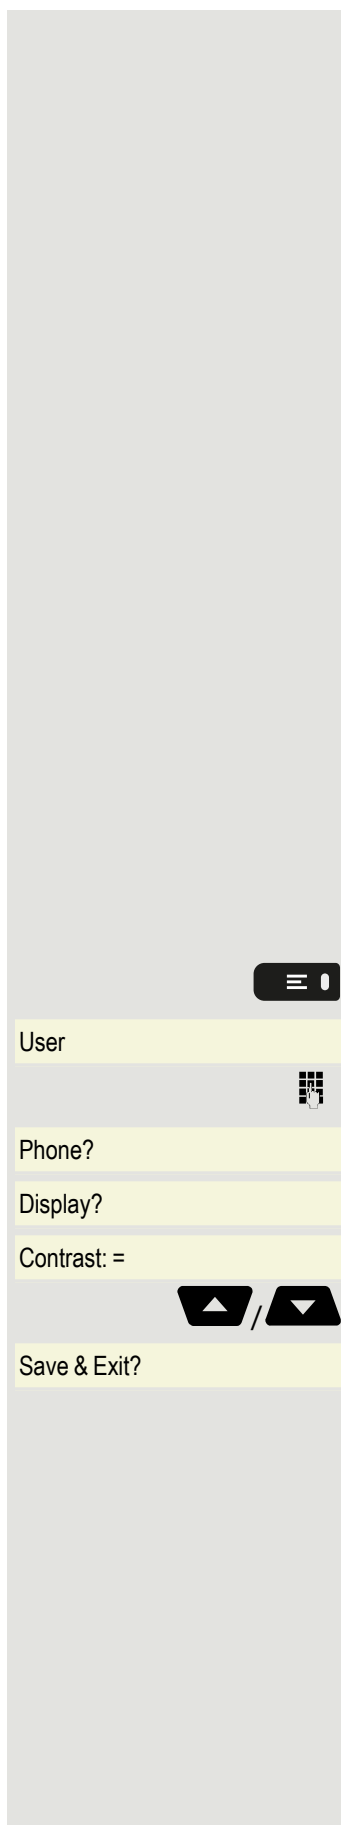 User
Phone?
Display?
Contrast: =
/
Save & Exit?